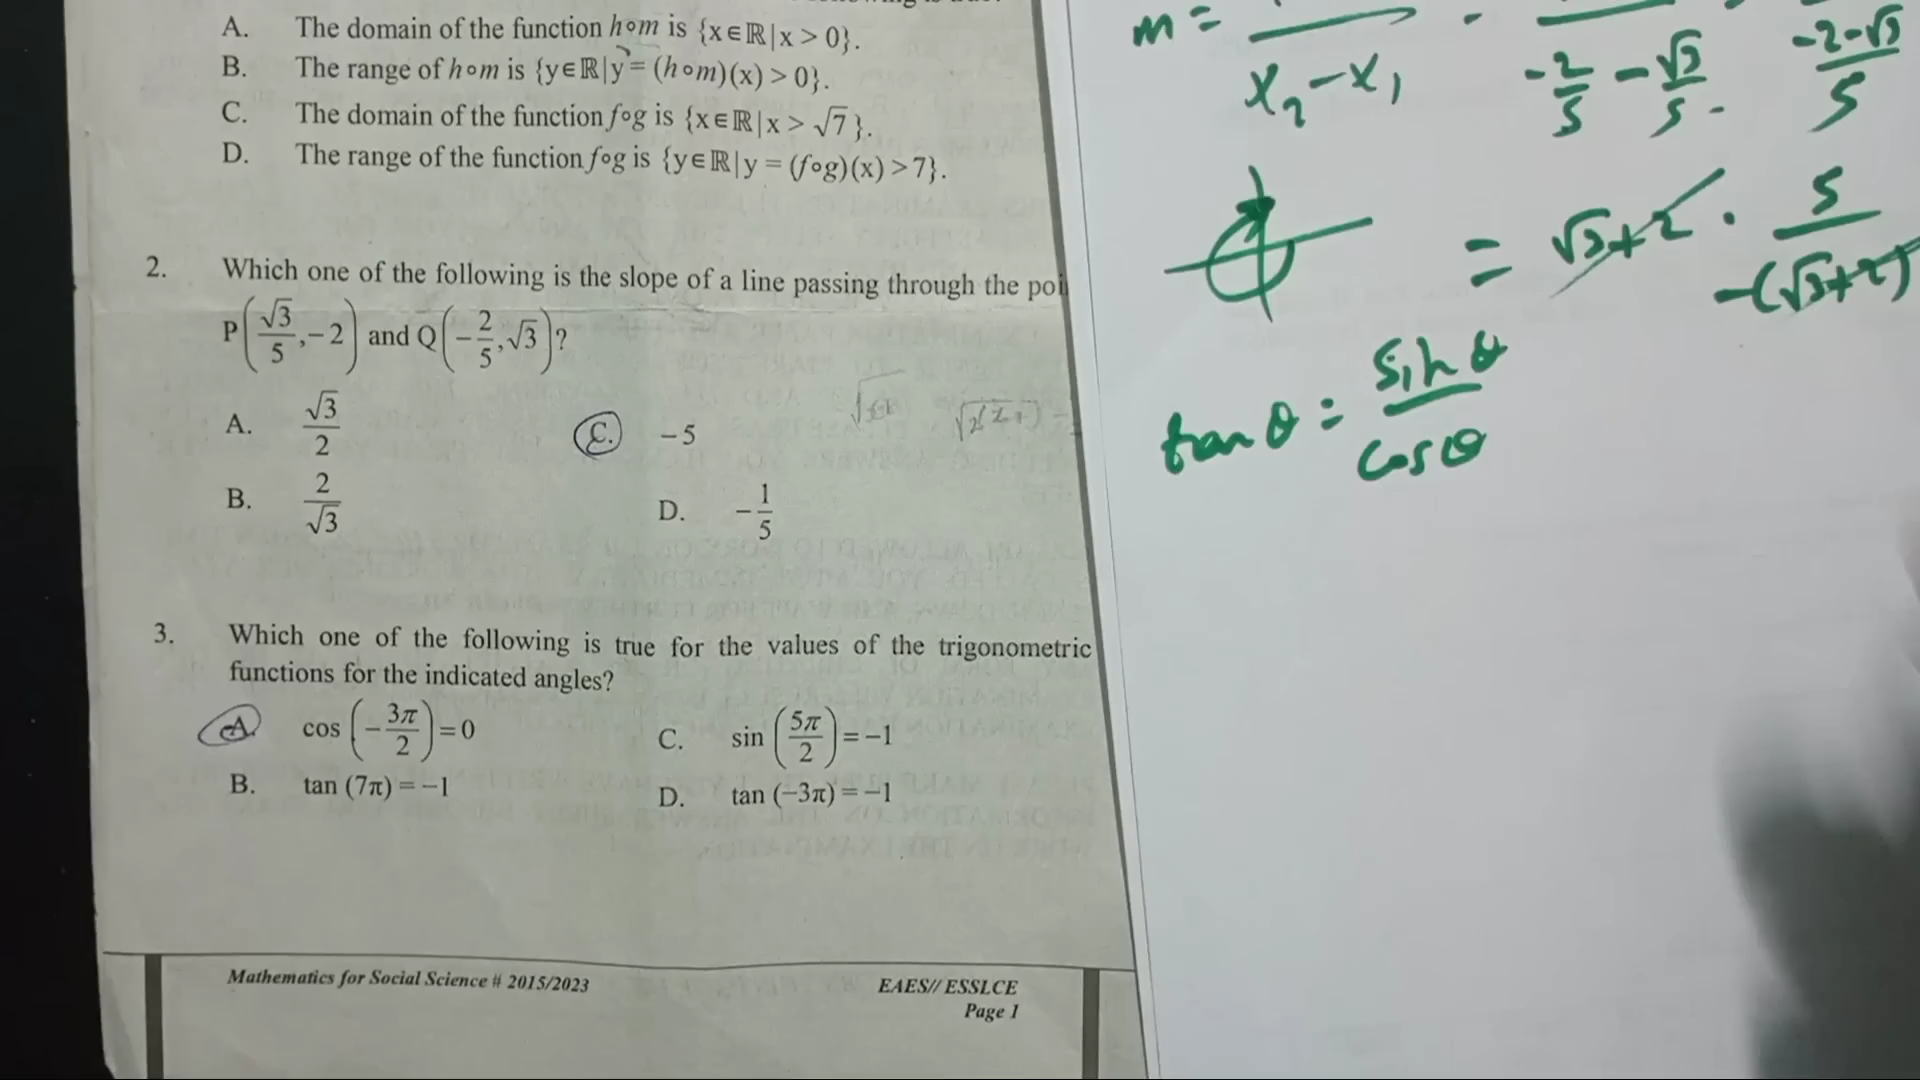 A. The domain of the function h∘m is {x∈ℝ|x > 0}.
B. The range of h∘m is {y∈ℝ|y = (h∘m)(x) > 0}.
C. The domain of the function f∘g is {x∈ℝ|x > √7}.
D. The range of the function f∘g is {y∈ℝ|y = (f∘g)(x) > 7}.
2. Which one of the following is the slope of a line passing through the poi
P(√3/5, −2) and Q(−2/5, √3)?
A. √3/2
C. −5
B. 2/√3
D. −1/5
3. Which one of the following is true for the values of the trigonometric
functions for the indicated angles?
A cos(−3π/2) = 0
C. sin(5π/2) = −1
B. tan (7π) = −1
D. tan (−3π) = −1
Mathematics for Social Science # 2015/2023
EAES// ESSLCE
Page 1
m =
x₂ − x₁
−2/5 − √3/5
−2−√3
5
= √3+2 · 5/−(√3+2)
tan θ = sin θ/cos θ